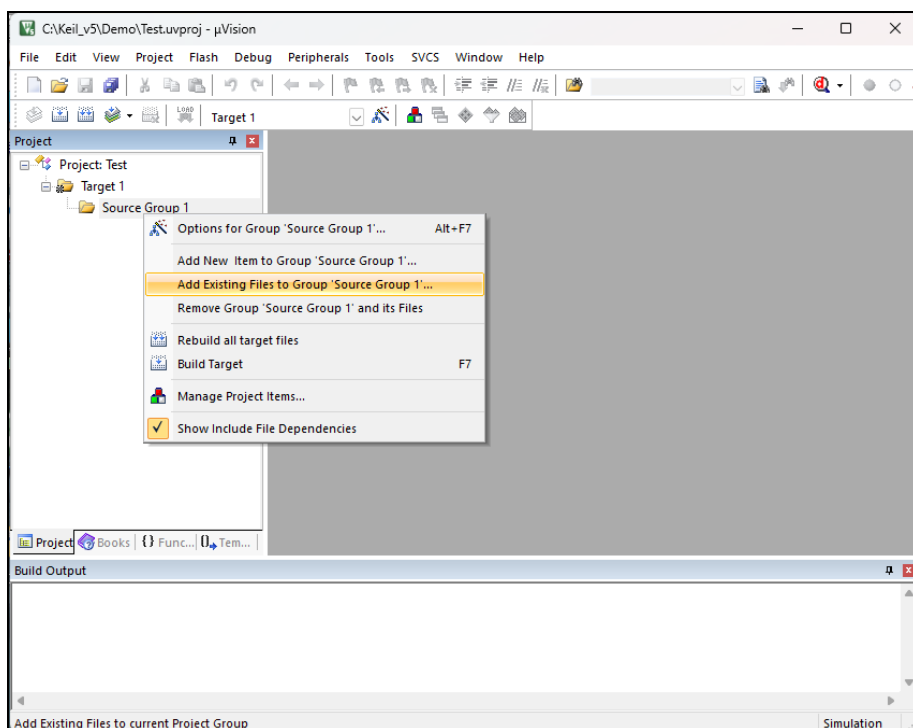 C:\Keil_v5\Demo\Test.uvproj - µVision
File Edit View Project Flash Debug Peripherals Tools SVCS Window Help
LOAD Target 1
Project
Project: Test
Target 1
Source Group 1
Options for Group 'Source Group 1'... Alt+F7
Add New Item to Group 'Source Group 1'...
Add Existing Files to Group 'Source Group 1'...
Remove Group 'Source Group 1' and its Files
Rebuild all target files
Build Target F7
Manage Project Items...
Show Include File Dependencies
Project Books {} Func... 0 Tem...
Build Output
Add Existing Files to current Project Group Simulation